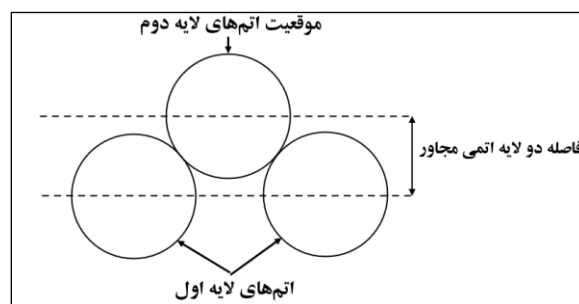 موقعیت اتم‌های لایه دوم
فاصله دو لایه اتمی مجاور
اتم‌های لایه اول